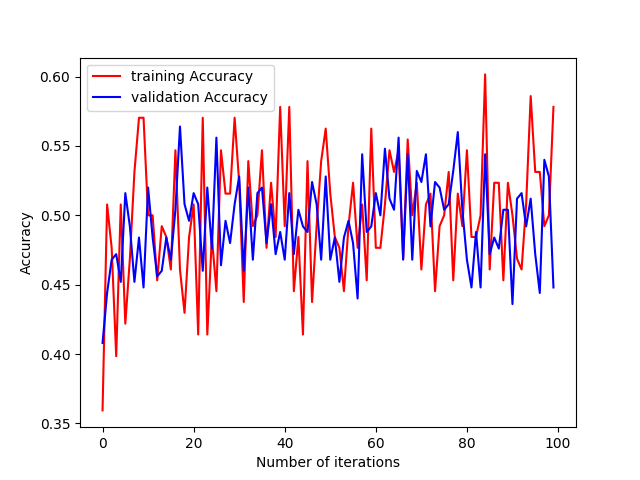 training Accuracy
validation Accuracy
0.60
0.55
0.50
0.45
0.40
0.35
Accuracy
0 20 40 60 80 100
Number of iterations